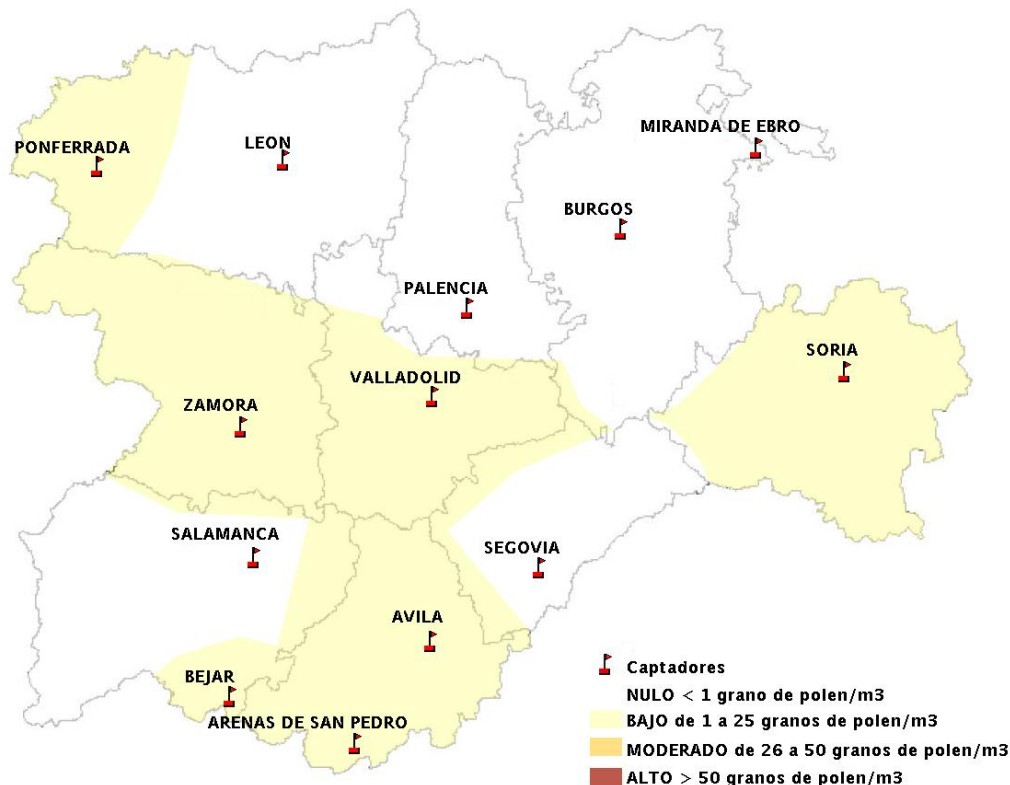 MIRANDA DE EBRO
PONFERRADA
LEON
BURGOS
PALENCIA
SORIA
VALLADOLID
ZAMORA
SALAMANCA
SEGOVIA
AVILA
BEJAR
ARENAS DE SAN PEDRO
Captadores
NULO < 1 grano de polen/m3
BAJO de 1 a 25 granos de polen/m3
MODERADO de 26 a 50 granos de polen/m3
ALTO > 50 granos de polen/m3